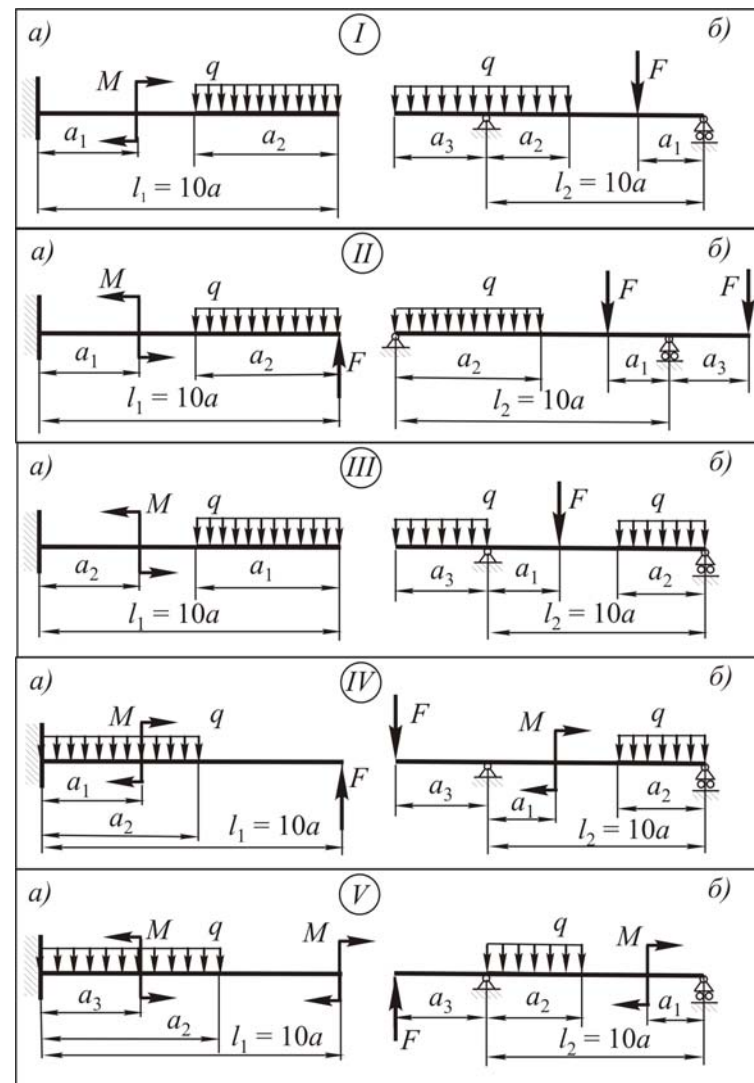 а) I б)
M q q F
a₁ a₂ a₃ a₂ a₁
l₁ = 10a l₂ = 10a
а) II б)
M q q F F
a₁ a₂ F a₂ a₁ a₃
l₁ = 10a l₂ = 10a
а) III б)
M q q F q
a₂ a₁ a₃ a₁ a₂
l₁ = 10a l₂ = 10a
а) IV б)
M q F M q
a₁ F a₃ a₁ a₂
a₂ l₁ = 10a l₂ = 10a
а) V б)
M q M q M
a₃ a₃ a₂ a₁
a₂ l₁ = 10a F l₂ = 10a